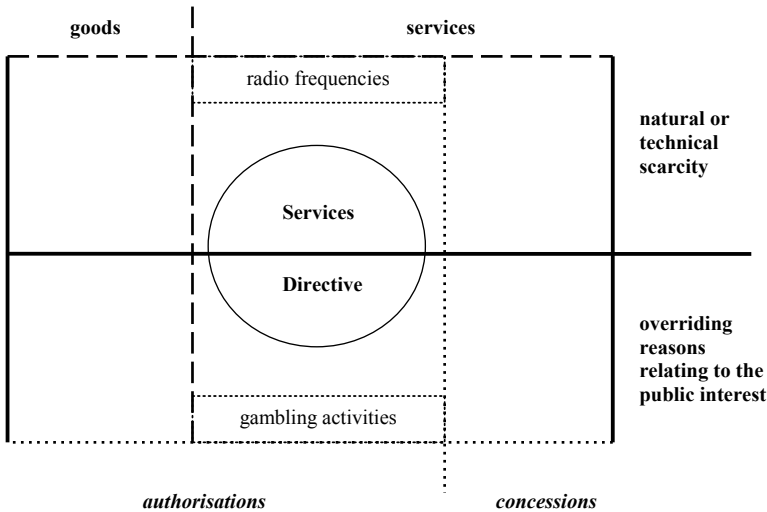 goods
services
radio frequencies
natural or
technical
scarcity
Services
Directive
overriding
reasons
relating to the
public interest
gambling activities
authorisations
concessions